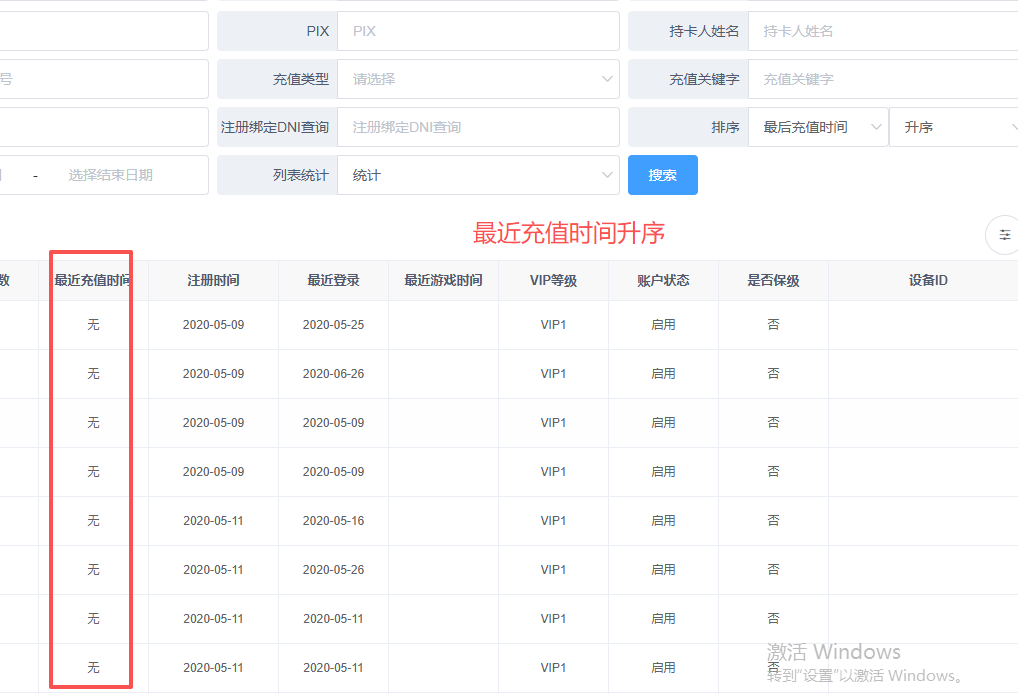 PIX PIX 持卡人姓名 持卡人姓名
号 充值类型 请选择 充值关键字 充值关键字
注册绑定DNI查询 注册绑定DNI查询 排序 最后充值时间 升序
- 选择结束日期 列表统计 统计 搜索
最近充值时间升序
数 最近充值时间 注册时间 最近登录 最近游戏时间 VIP等级 账户状态 是否保级 设备ID
无 2020-05-09 2020-05-25 VIP1 启用 否
无 2020-05-09 2020-06-26 VIP1 启用 否
无 2020-05-09 2020-05-09 VIP1 启用 否
无 2020-05-09 2020-05-09 VIP1 启用 否
无 2020-05-11 2020-05-16 VIP1 启用 否
无 2020-05-11 2020-05-26 VIP1 启用 否
无 2020-05-11 2020-05-11 VIP1 启用 否
激活 Windows
无 2020-05-11 2020-05-11 VIP1 启用 否
转到"设置"以激活 Windows。